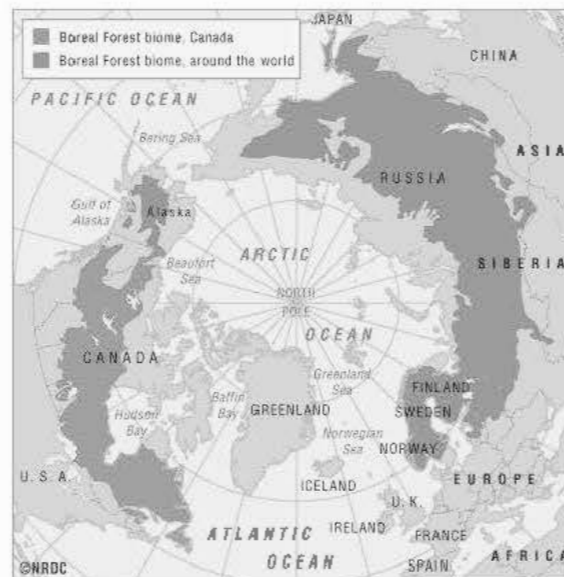 JAPAN
Boreal Forest biome, Canada
Boreal Forest biome, around the world
CHINA
PACIFIC OCEAN
Bering Sea
ASIA
RUSSIA
Gulf of
Alaska
Alaska
ARCTIC
Beaufort
Sea
SIBERIA
NORTH
POLE
OCEAN
CANADA
Greenland
Sea
FINLAND
Baffin
Bay
GREENLAND
SWEDEN
Hudson
Bay
Norwegian
Sea
NORWAY
U.S.A.
ICELAND
EUROPE
U.K.
ATLANTIC
OCEAN
IRELAND
FRANCE
SPAIN
AFRICA
©NRDC